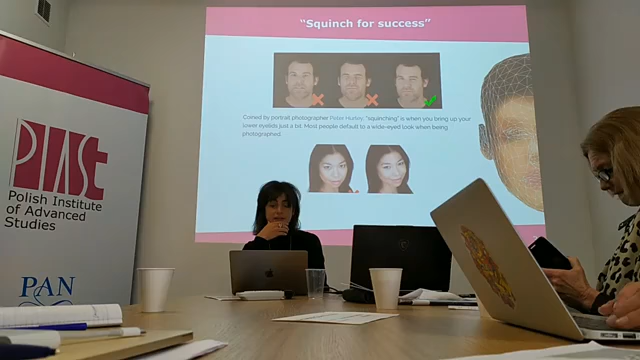 "Squinch for success"
Coined by portrait photographer Peter Hurley, "squinching" is when you bring up your
lower eyelids just a bit. Most people default to a wide-eyed look when being
photographed.
PIASt
Polish Institute
of Advanced
Studies
PAN